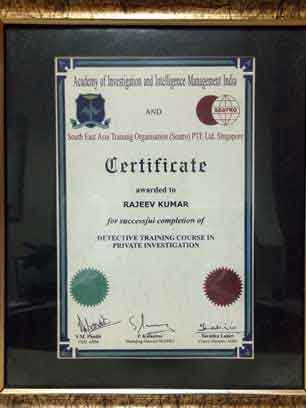 Academy of Investigation and Intelligence Management India
AND
SEATRO
South East Asia Training Organisation (Seatro) PTE Ltd. Singapore
Certificate
awarded to
RAJEEV KUMAR
for successful completion of
DETECTIVE TRAINING COURSE IN
PRIVATE INVESTIGATION